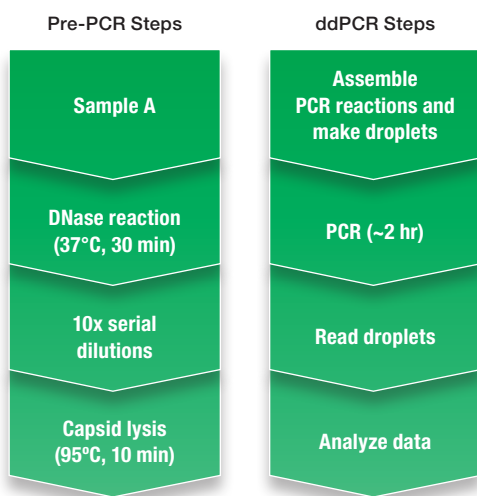 Pre-PCR Steps
Sample A
DNase reaction
(37°C, 30 min)
10x serial
dilutions
Capsid lysis
(95ºC, 10 min)
ddPCR Steps
Assemble
PCR reactions and
make droplets
PCR (~2 hr)
Read droplets
Analyze data